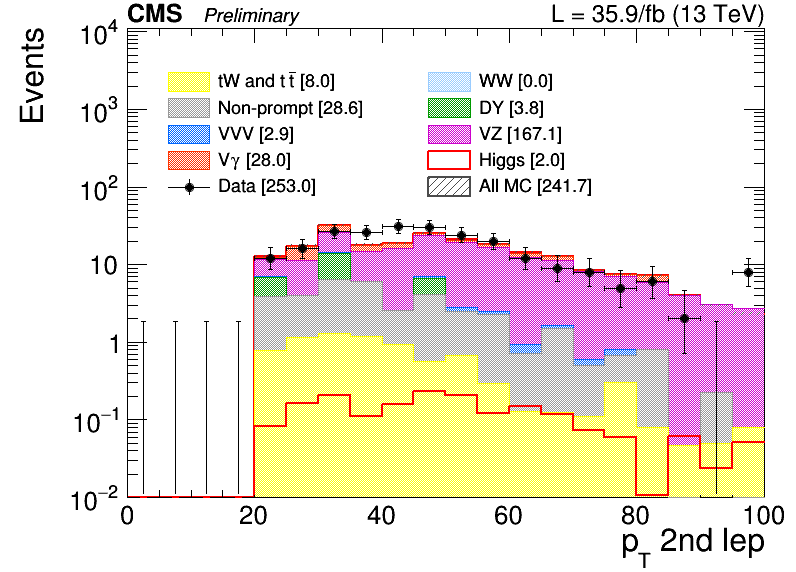 CMS Preliminary L = 35.9/fb (13 TeV)
Events
10⁴
10³
10²
10
1
10⁻¹
10⁻²
tW and t t̄ [8.0] WW [0.0]
Non-prompt [28.6] DY [3.8]
VVV [2.9] VZ [167.1]
Vγ [28.0] Higgs [2.0]
Data [253.0] All MC [241.7]
0 20 40 60 80 100
p_T 2nd lep